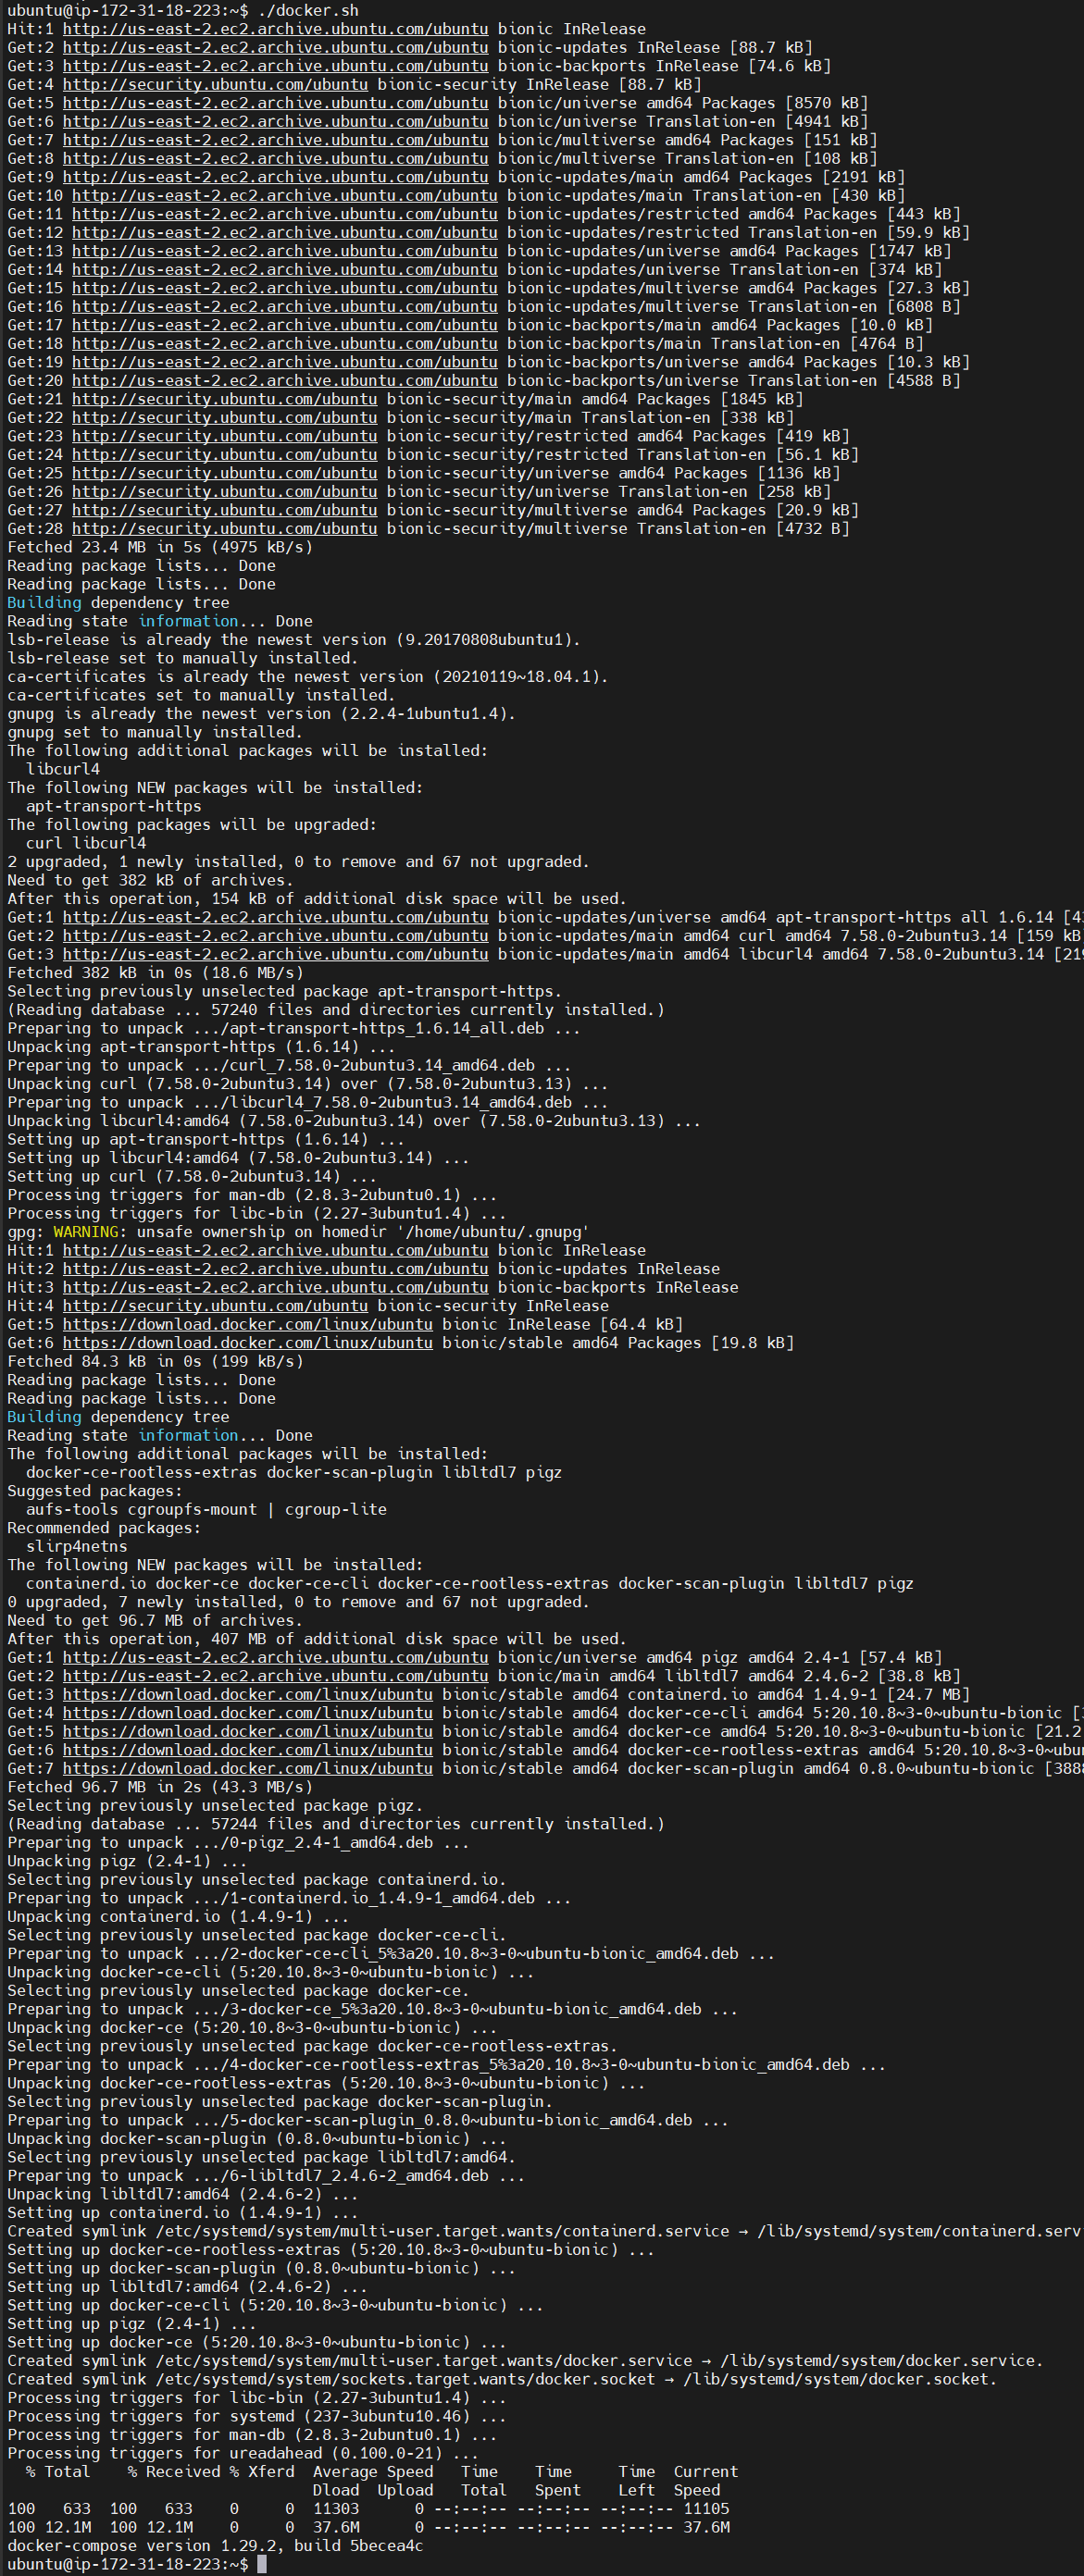 ubuntu@ip-172-31-18-223:~$ ./docker.sh
Hit:1 http://us-east-2.ec2.archive.ubuntu.com/ubuntu bionic InRelease
Get:2 http://us-east-2.ec2.archive.ubuntu.com/ubuntu bionic-updates InRelease [88.7 kB]
Get:3 http://us-east-2.ec2.archive.ubuntu.com/ubuntu bionic-backports InRelease [74.6 kB]
Get:4 http://security.ubuntu.com/ubuntu bionic-security InRelease [88.7 kB]
Get:5 http://us-east-2.ec2.archive.ubuntu.com/ubuntu bionic/universe amd64 Packages [8570 kB]
Get:6 http://us-east-2.ec2.archive.ubuntu.com/ubuntu bionic/universe Translation-en [4941 kB]
Get:7 http://us-east-2.ec2.archive.ubuntu.com/ubuntu bionic/multiverse amd64 Packages [151 kB]
Get:8 http://us-east-2.ec2.archive.ubuntu.com/ubuntu bionic/multiverse Translation-en [108 kB]
Get:9 http://us-east-2.ec2.archive.ubuntu.com/ubuntu bionic-updates/main amd64 Packages [2191 kB]
Get:10 http://us-east-2.ec2.archive.ubuntu.com/ubuntu bionic-updates/main Translation-en [430 kB]
Get:11 http://us-east-2.ec2.archive.ubuntu.com/ubuntu bionic-updates/restricted amd64 Packages [443 kB]
Get:12 http://us-east-2.ec2.archive.ubuntu.com/ubuntu bionic-updates/restricted Translation-en [59.9 kB]
Get:13 http://us-east-2.ec2.archive.ubuntu.com/ubuntu bionic-updates/universe amd64 Packages [1747 kB]
Get:14 http://us-east-2.ec2.archive.ubuntu.com/ubuntu bionic-updates/universe Translation-en [374 kB]
Get:15 http://us-east-2.ec2.archive.ubuntu.com/ubuntu bionic-updates/multiverse amd64 Packages [27.3 kB]
Get:16 http://us-east-2.ec2.archive.ubuntu.com/ubuntu bionic-updates/multiverse Translation-en [6808 B]
Get:17 http://us-east-2.ec2.archive.ubuntu.com/ubuntu bionic-backports/main amd64 Packages [10.0 kB]
Get:18 http://us-east-2.ec2.archive.ubuntu.com/ubuntu bionic-backports/main Translation-en [4764 B]
Get:19 http://us-east-2.ec2.archive.ubuntu.com/ubuntu bionic-backports/universe amd64 Packages [10.3 kB]
Get:20 http://us-east-2.ec2.archive.ubuntu.com/ubuntu bionic-backports/universe Translation-en [4588 B]
Get:21 http://security.ubuntu.com/ubuntu bionic-security/main amd64 Packages [1845 kB]
Get:22 http://security.ubuntu.com/ubuntu bionic-security/main Translation-en [338 kB]
Get:23 http://security.ubuntu.com/ubuntu bionic-security/restricted amd64 Packages [419 kB]
Get:24 http://security.ubuntu.com/ubuntu bionic-security/restricted Translation-en [56.1 kB]
Get:25 http://security.ubuntu.com/ubuntu bionic-security/universe amd64 Packages [1136 kB]
Get:26 http://security.ubuntu.com/ubuntu bionic-security/universe Translation-en [258 kB]
Get:27 http://security.ubuntu.com/ubuntu bionic-security/multiverse amd64 Packages [20.9 kB]
Get:28 http://security.ubuntu.com/ubuntu bionic-security/multiverse Translation-en [4732 B]
Fetched 23.4 MB in 5s (4975 kB/s)
Reading package lists... Done
Reading package lists... Done
Building dependency tree
Reading state information... Done
lsb-release is already the newest version (9.20170808ubuntu1).
lsb-release set to manually installed.
ca-certificates is already the newest version (20210119~18.04.1).
ca-certificates set to manually installed.
gnupg is already the newest version (2.2.4-1ubuntu1.4).
gnupg set to manually installed.
The following additional packages will be installed:
  libcurl4
The following NEW packages will be installed:
  apt-transport-https
The following packages will be upgraded:
  curl libcurl4
2 upgraded, 1 newly installed, 0 to remove and 67 not upgraded.
Need to get 382 kB of archives.
After this operation, 154 kB of additional disk space will be used.
Get:1 http://us-east-2.ec2.archive.ubuntu.com/ubuntu bionic-updates/universe amd64 apt-transport-https all 1.6.14 [43
Get:2 http://us-east-2.ec2.archive.ubuntu.com/ubuntu bionic-updates/main amd64 curl amd64 7.58.0-2ubuntu3.14 [159 kB
Get:3 http://us-east-2.ec2.archive.ubuntu.com/ubuntu bionic-updates/main amd64 libcurl4 amd64 7.58.0-2ubuntu3.14 [219
Fetched 382 kB in 0s (18.6 MB/s)
Selecting previously unselected package apt-transport-https.
(Reading database ... 57240 files and directories currently installed.)
Preparing to unpack .../apt-transport-https_1.6.14_all.deb ...
Unpacking apt-transport-https (1.6.14) ...
Preparing to unpack .../curl_7.58.0-2ubuntu3.14_amd64.deb ...
Unpacking curl (7.58.0-2ubuntu3.14) over (7.58.0-2ubuntu3.13) ...
Preparing to unpack .../libcurl4_7.58.0-2ubuntu3.14_amd64.deb ...
Unpacking libcurl4:amd64 (7.58.0-2ubuntu3.14) over (7.58.0-2ubuntu3.13) ...
Setting up apt-transport-https (1.6.14) ...
Setting up libcurl4:amd64 (7.58.0-2ubuntu3.14) ...
Setting up curl (7.58.0-2ubuntu3.14) ...
Processing triggers for man-db (2.8.3-2ubuntu0.1) ...
Processing triggers for libc-bin (2.27-3ubuntu1.4) ...
gpg: WARNING: unsafe ownership on homedir '/home/ubuntu/.gnupg'
Hit:1 http://us-east-2.ec2.archive.ubuntu.com/ubuntu bionic InRelease
Hit:2 http://us-east-2.ec2.archive.ubuntu.com/ubuntu bionic-updates InRelease
Hit:3 http://us-east-2.ec2.archive.ubuntu.com/ubuntu bionic-backports InRelease
Hit:4 http://security.ubuntu.com/ubuntu bionic-security InRelease
Get:5 https://download.docker.com/linux/ubuntu bionic InRelease [64.4 kB]
Get:6 https://download.docker.com/linux/ubuntu bionic/stable amd64 Packages [19.8 kB]
Fetched 84.3 kB in 0s (199 kB/s)
Reading package lists... Done
Reading package lists... Done
Building dependency tree
Reading state information... Done
The following additional packages will be installed:
  docker-ce-rootless-extras docker-scan-plugin libltdl7 pigz
Suggested packages:
  aufs-tools cgroupfs-mount | cgroup-lite
Recommended packages:
  slirp4netns
The following NEW packages will be installed:
  containerd.io docker-ce docker-ce-cli docker-ce-rootless-extras docker-scan-plugin libltdl7 pigz
0 upgraded, 7 newly installed, 0 to remove and 67 not upgraded.
Need to get 96.7 MB of archives.
After this operation, 407 MB of additional disk space will be used.
Get:1 http://us-east-2.ec2.archive.ubuntu.com/ubuntu bionic/universe amd64 pigz amd64 2.4-1 [57.4 kB]
Get:2 http://us-east-2.ec2.archive.ubuntu.com/ubuntu bionic/main amd64 libltdl7 amd64 2.4.6-2 [38.8 kB]
Get:3 https://download.docker.com/linux/ubuntu bionic/stable amd64 containerd.io amd64 1.4.9-1 [24.7 MB]
Get:4 https://download.docker.com/linux/ubuntu bionic/stable amd64 docker-ce-cli amd64 5:20.10.8~3-0~ubuntu-bionic [
Get:5 https://download.docker.com/linux/ubuntu bionic/stable amd64 docker-ce amd64 5:20.10.8~3-0~ubuntu-bionic [21.2
Get:6 https://download.docker.com/linux/ubuntu bionic/stable amd64 docker-ce-rootless-extras amd64 5:20.10.8~3-0~ubun
Get:7 https://download.docker.com/linux/ubuntu bionic/stable amd64 docker-scan-plugin amd64 0.8.0~ubuntu-bionic [3888
Fetched 96.7 MB in 2s (43.3 MB/s)
Selecting previously unselected package pigz.
(Reading database ... 57244 files and directories currently installed.)
Preparing to unpack .../0-pigz_2.4-1_amd64.deb ...
Unpacking pigz (2.4-1) ...
Selecting previously unselected package containerd.io.
Preparing to unpack .../1-containerd.io_1.4.9-1_amd64.deb ...
Unpacking containerd.io (1.4.9-1) ...
Selecting previously unselected package docker-ce-cli.
Preparing to unpack .../2-docker-ce-cli_5%3a20.10.8~3-0~ubuntu-bionic_amd64.deb ...
Unpacking docker-ce-cli (5:20.10.8~3-0~ubuntu-bionic) ...
Selecting previously unselected package docker-ce.
Preparing to unpack .../3-docker-ce_5%3a20.10.8~3-0~ubuntu-bionic_amd64.deb ...
Unpacking docker-ce (5:20.10.8~3-0~ubuntu-bionic) ...
Selecting previously unselected package docker-ce-rootless-extras.
Preparing to unpack .../4-docker-ce-rootless-extras_5%3a20.10.8~3-0~ubuntu-bionic_amd64.deb ...
Unpacking docker-ce-rootless-extras (5:20.10.8~3-0~ubuntu-bionic) ...
Selecting previously unselected package docker-scan-plugin.
Preparing to unpack .../5-docker-scan-plugin_0.8.0~ubuntu-bionic_amd64.deb ...
Unpacking docker-scan-plugin (0.8.0~ubuntu-bionic) ...
Selecting previously unselected package libltdl7:amd64.
Preparing to unpack .../6-libltdl7_2.4.6-2_amd64.deb ...
Unpacking libltdl7:amd64 (2.4.6-2) ...
Setting up containerd.io (1.4.9-1) ...
Created symlink /etc/systemd/system/multi-user.target.wants/containerd.service → /lib/systemd/system/containerd.serv
Setting up docker-ce-rootless-extras (5:20.10.8~3-0~ubuntu-bionic) ...
Setting up docker-scan-plugin (0.8.0~ubuntu-bionic) ...
Setting up libltdl7:amd64 (2.4.6-2) ...
Setting up docker-ce-cli (5:20.10.8~3-0~ubuntu-bionic) ...
Setting up pigz (2.4-1) ...
Setting up docker-ce (5:20.10.8~3-0~ubuntu-bionic) ...
Created symlink /etc/systemd/system/multi-user.target.wants/docker.service → /lib/systemd/system/docker.service.
Created symlink /etc/systemd/system/sockets.target.wants/docker.socket → /lib/systemd/system/docker.socket.
Processing triggers for libc-bin (2.27-3ubuntu1.4) ...
Processing triggers for systemd (237-3ubuntu10.46) ...
Processing triggers for man-db (2.8.3-2ubuntu0.1) ...
Processing triggers for ureadahead (0.100.0-21) ...
  % Total    % Received % Xferd  Average Speed   Time    Time     Time  Current
                                 Dload  Upload   Total   Spent    Left  Speed
100   633  100   633    0     0  11303      0 --:--:-- --:--:-- --:--:-- 11105
100 12.1M  100 12.1M    0     0  37.6M      0 --:--:-- --:--:-- --:--:-- 37.6M
docker-compose version 1.29.2, build 5becea4c
ubuntu@ip-172-31-18-223:~$